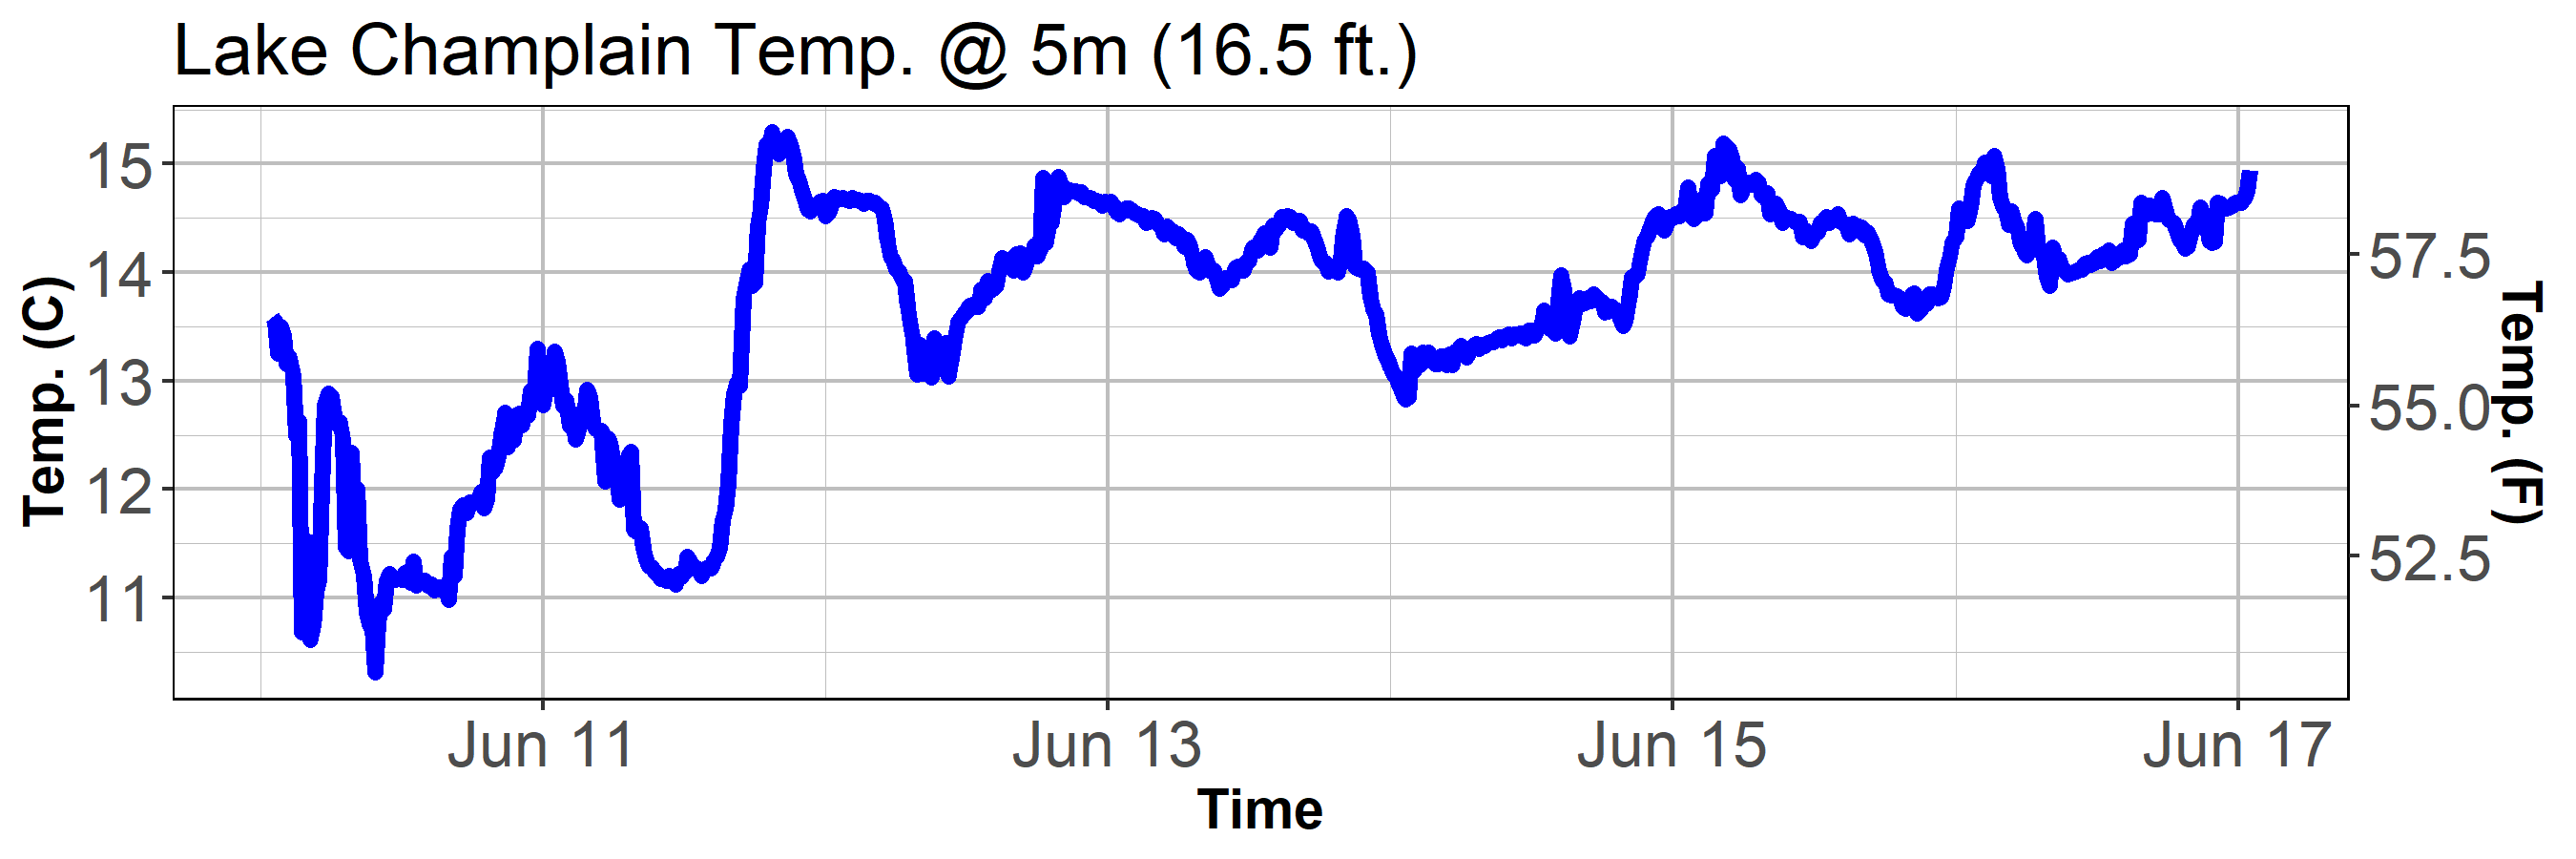 Lake Champlain Temp. @ 5m (16.5 ft.)
Temp. (C)
15
14
13
12
11
57.5
55.0
52.5
Temp. (F)
Jun 11
Jun 13
Jun 15
Jun 17
Time